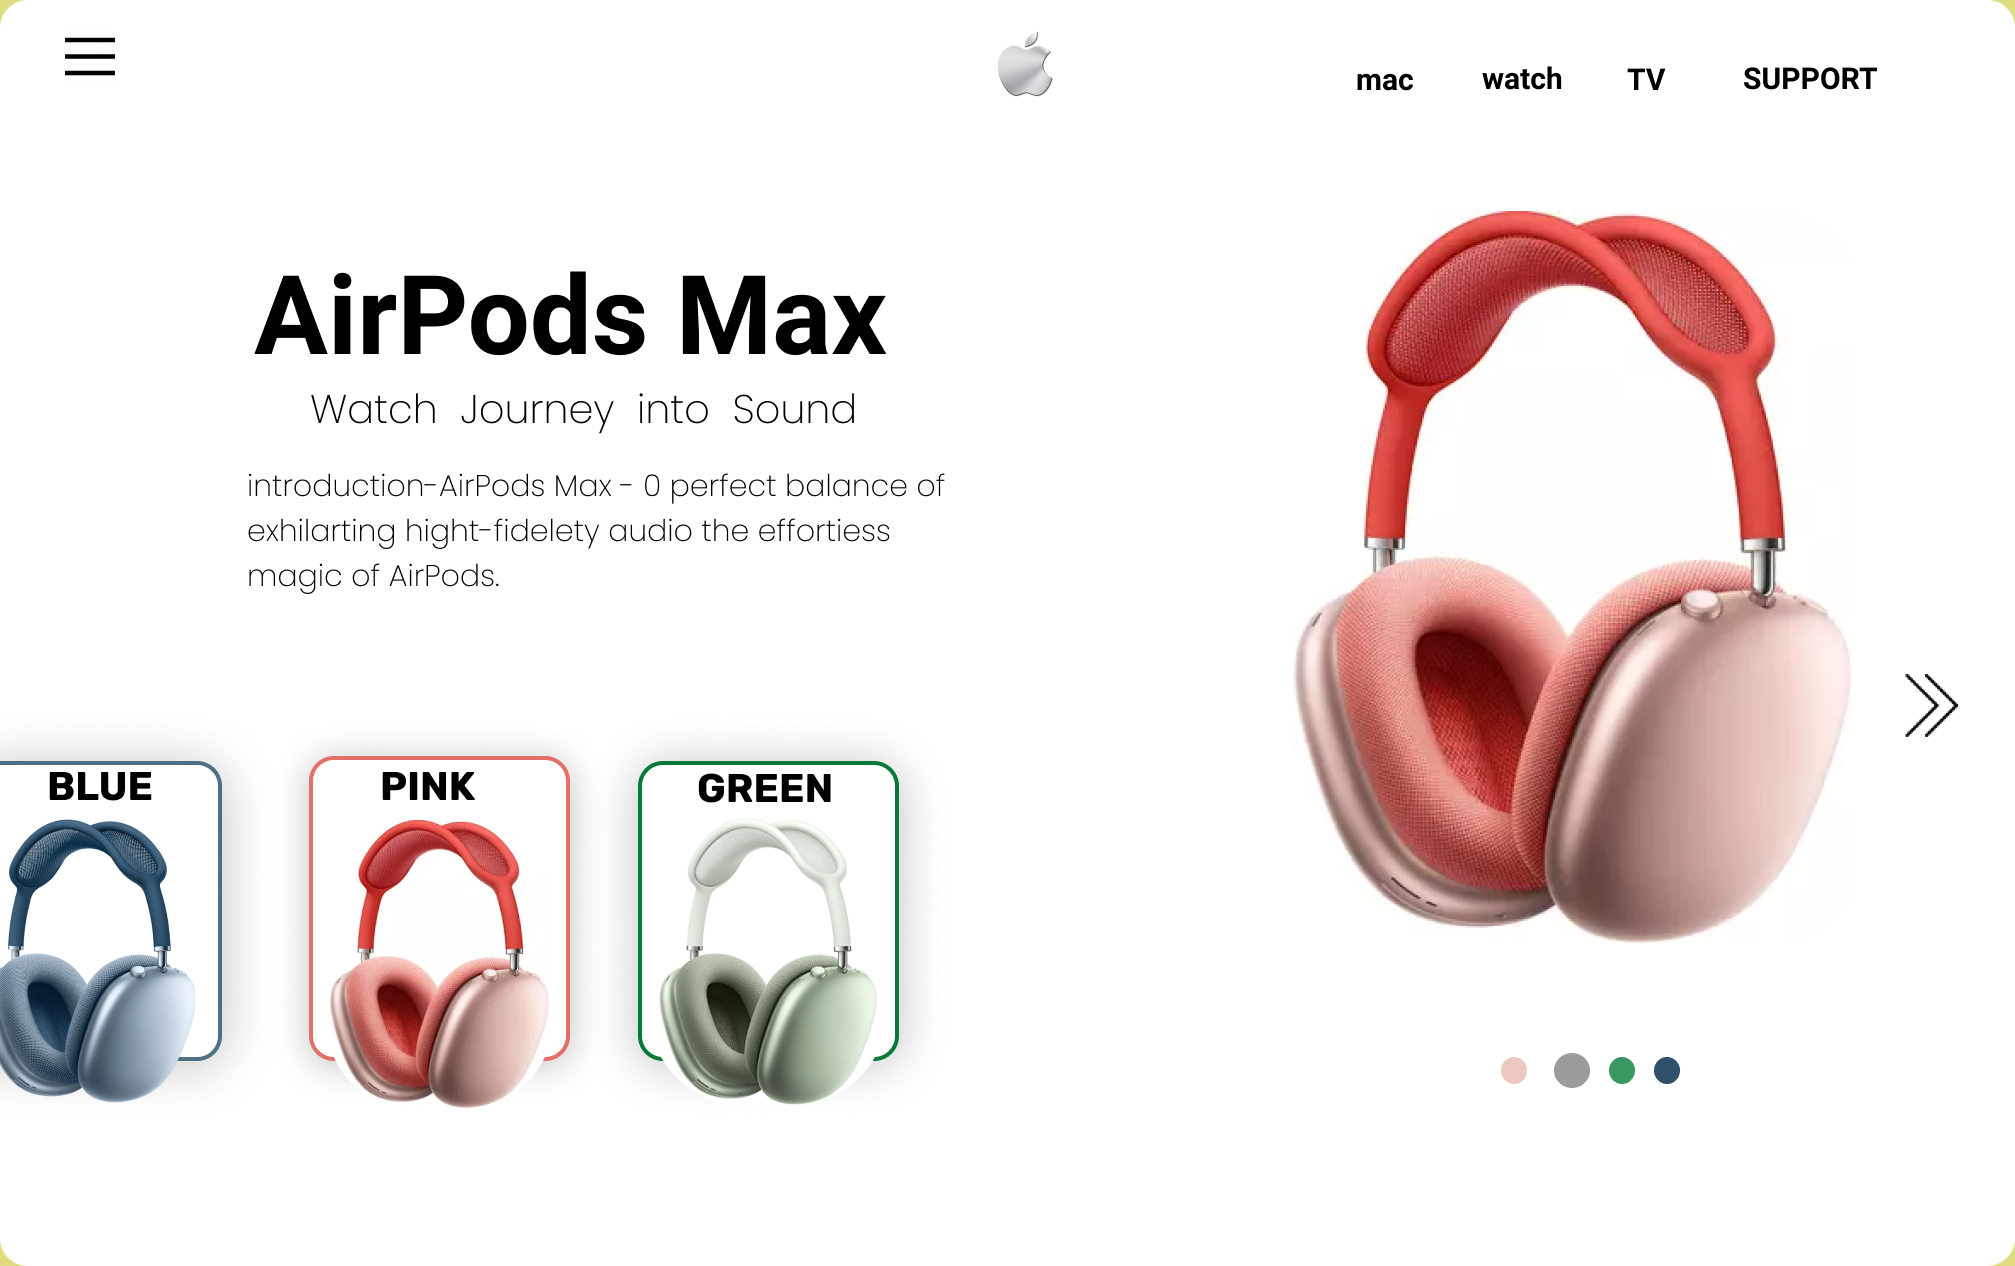 mac watch TV SUPPORT
AirPods Max
Watch Journey into Sound
introduction-AirPods Max - 0 perfect balance of
exhilarting hight-fidelety audio the effortiess
magic of AirPods.
BLUE PINK GREEN